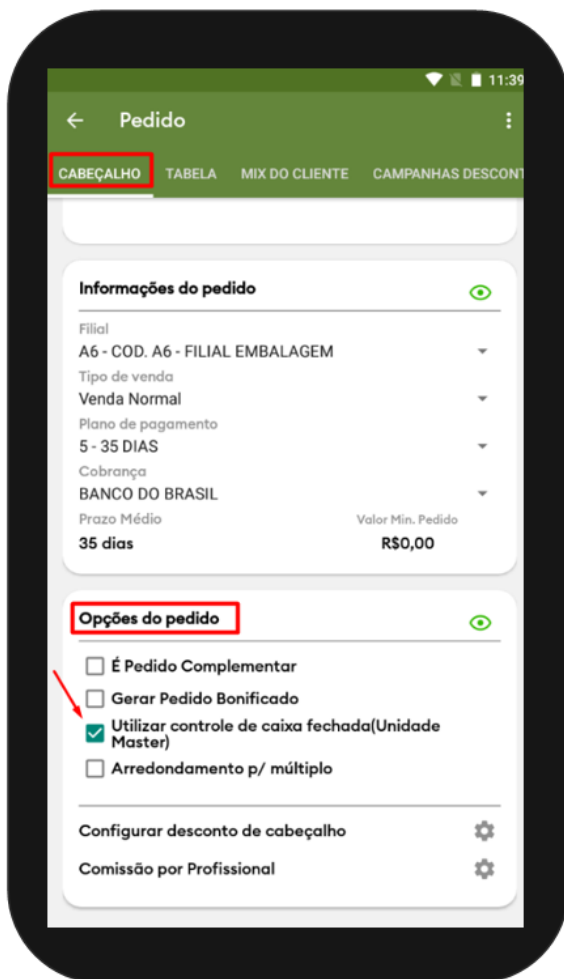 11:39
Pedido
CABEÇALHO TABELA MIX DO CLIENTE CAMPANHAS DESCONT
Informações do pedido
Filial
A6 - COD. A6 - FILIAL EMBALAGEM
Tipo de venda
Venda Normal
Plano de pagamento
5 - 35 DIAS
Cobrança
BANCO DO BRASIL
Prazo Médio Valor Min. Pedido
35 dias R$0,00
Opções do pedido
É Pedido Complementar
Gerar Pedido Bonificado
Utilizar controle de caixa fechada(Unidade
Master)
Arredondamento p/ múltiplo
Configurar desconto de cabeçalho
Comissão por Profissional